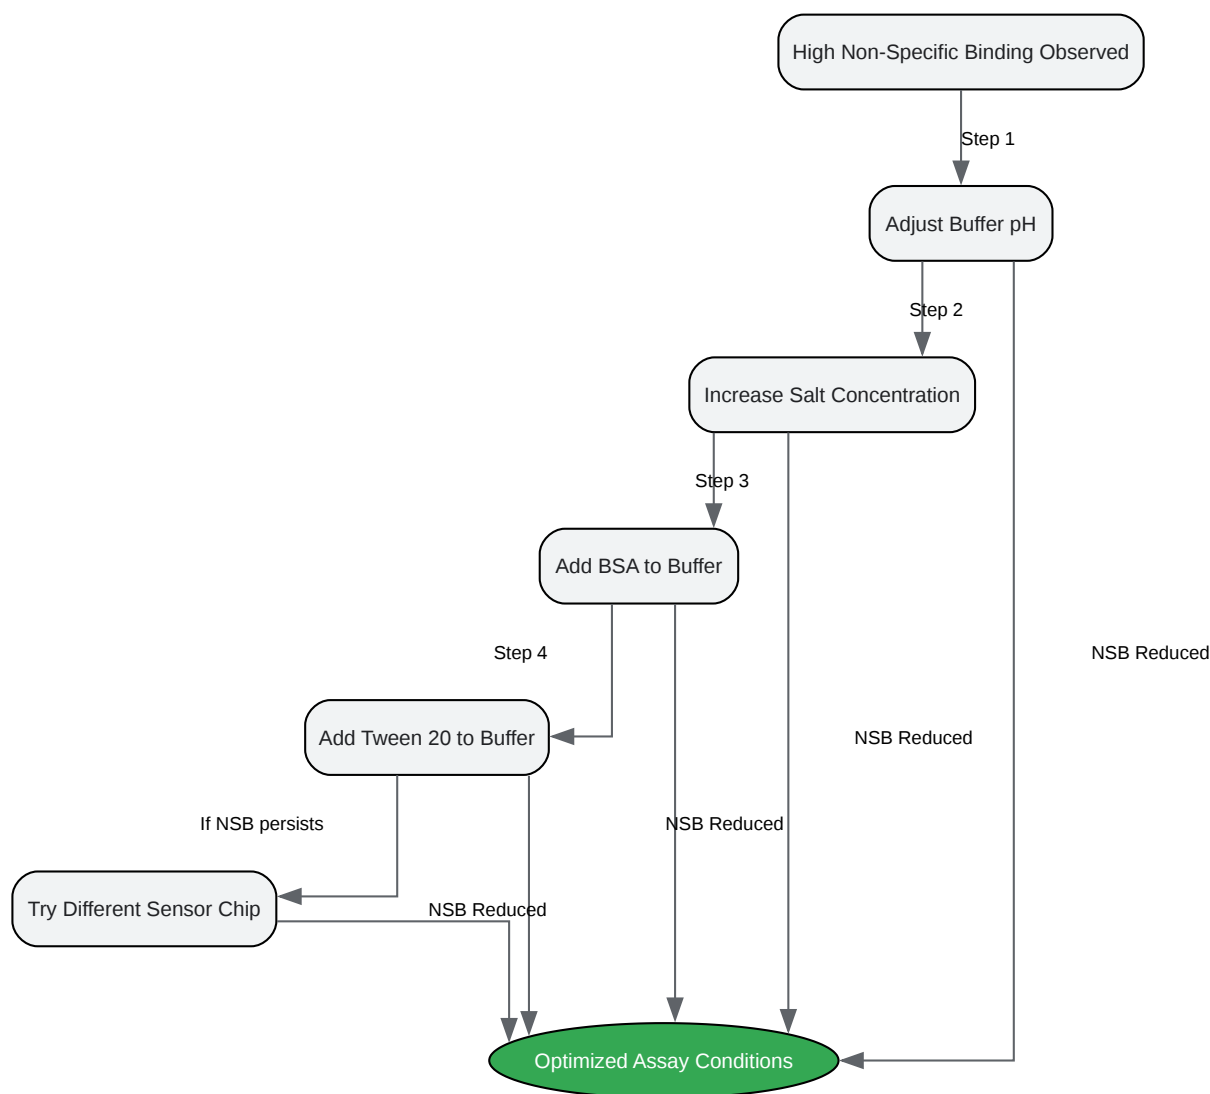 High Non-Specific Binding Observed
Step 1
Adjust Buffer pH
Step 2
Increase Salt Concentration
Step 3
Add BSA to Buffer
Step 4
NSB Reduced
Add Tween 20 to Buffer
NSB Reduced
If NSB persists
NSB Reduced
Try Different Sensor Chip
NSB Reduced
Optimized Assay Conditions